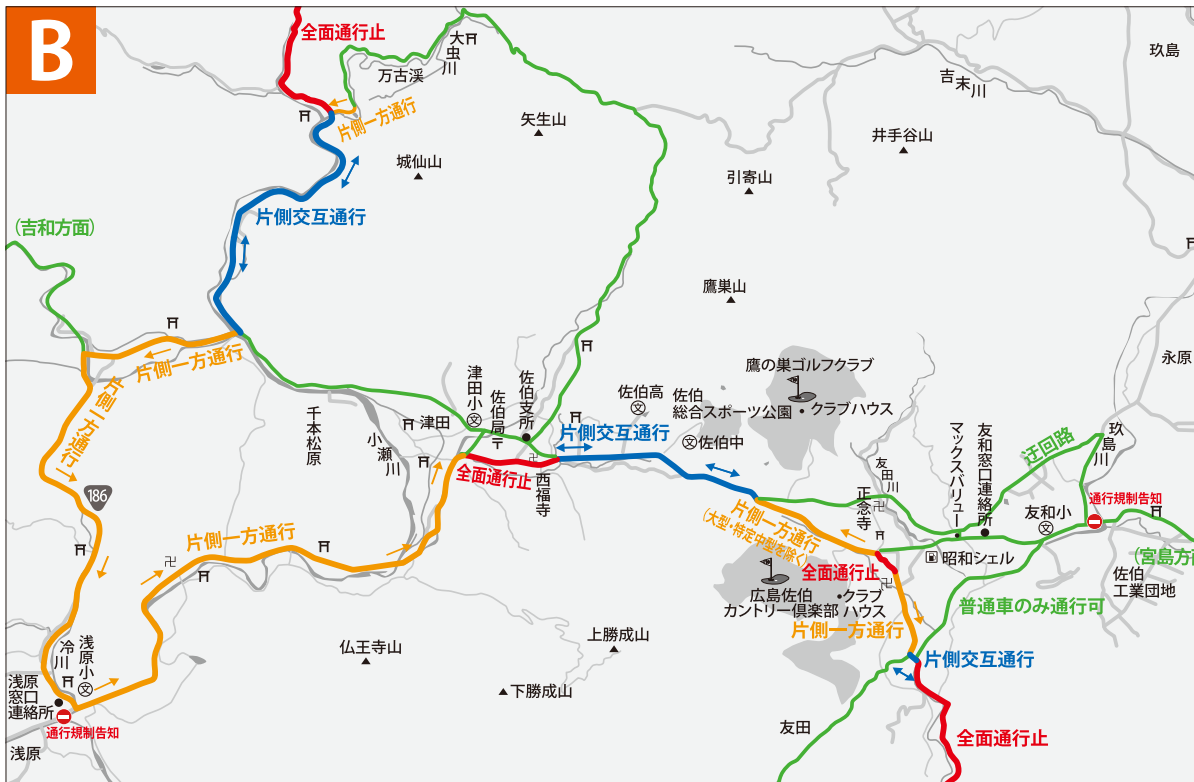 B
全面通行止
大虫川
万古渓
片側一方通行
矢生山
城仙山
吉末川
玖島
井手谷山
引寄山
(吉和方面)
片側交互通行
鷹巣山
片側一方通行
片側一方通行
186
千本松原
小瀬川
津田
津田小
文
佐伯局
〒
佐伯支所
全面通行止
西福寺
片側交互通行
佐伯高
文
佐伯
総合スポーツ公園
文
佐伯中
鷹の巣ゴルフクラブ
クラブハウス
片側一方通行
(大型・特定中型を除く)
友田川
正念寺
マックスバリュー
友和窓口連絡所
迂回路
玖島川
永原
通行規制告知
友和小
文
(宮島方
佐伯
工業団地
昭和シェル
普通車のみ通行可
全面通行止
広島佐伯
カントリー倶楽部
クラブ
ハウス
片側一方通行
片側交互通行
全面通行止
友田
片側一方通行
仏王寺山
上勝成山
下勝成山
冷川
浅原小
文
浅原
窓口
連絡所
通行規制告知
浅原